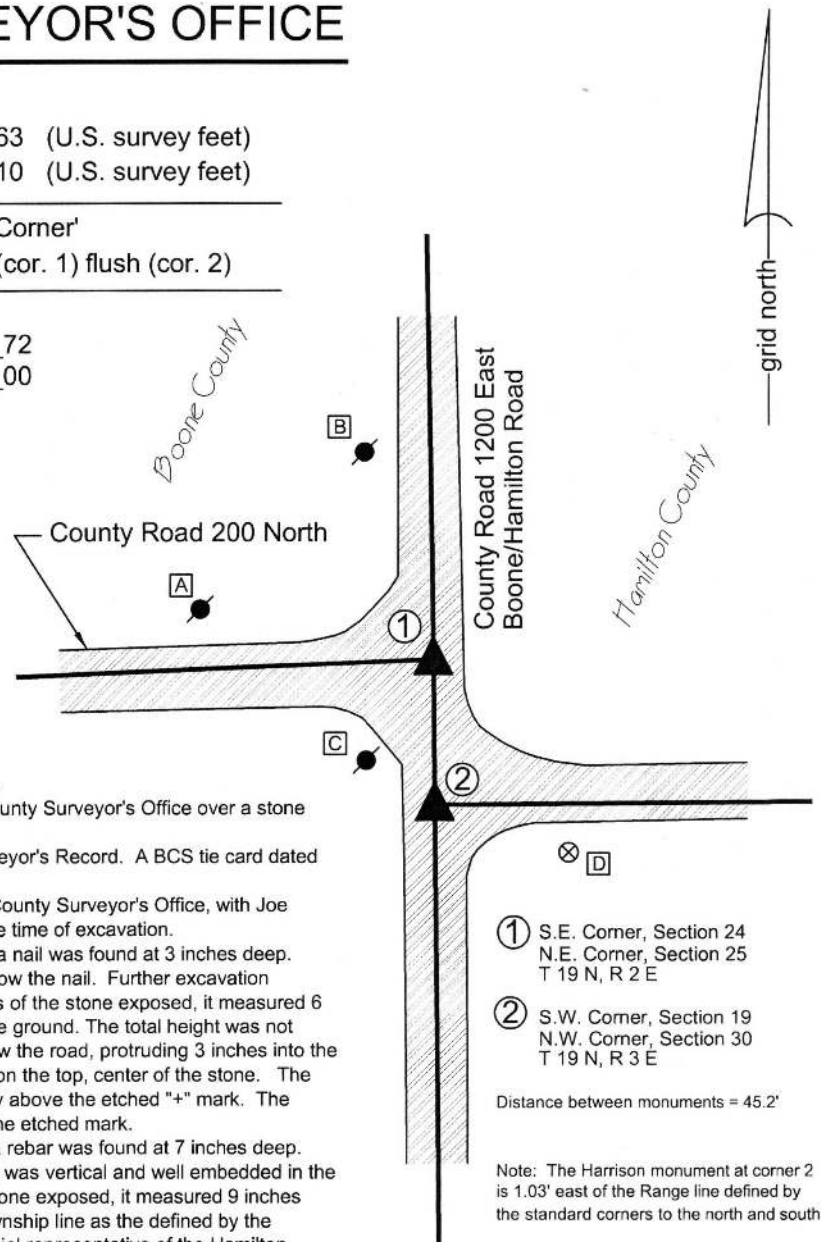 EYOR'S OFFICE
63 (U.S. survey feet)
10 (U.S. survey feet)
Corner'
(cor. 1) flush (cor. 2)
72
00
Boone County
B
County Road 1200 East
Boone/Hamilton Road
grid north
Hamilton County
County Road 200 North
A
1
C
2
D
ounty Surveyor's Office over a stone
eyor's Record. A BCS tie card dated
County Surveyor's Office, with Joe
e time of excavation.
a nail was found at 3 inches deep.
ow the nail. Further excavation
s of the stone exposed, it measured 6
e ground. The total height was not
w the road, protruding 3 inches into the
on the top, center of the stone. The
y above the etched "+" mark. The
he etched mark.
rebar was found at 7 inches deep.
was vertical and well embedded in the
one exposed, it measured 9 inches
wnship line as the defined by the
ial representative of the Hamilton
1 S.E. Corner, Section 24
N.E. Corner, Section 25
T 19 N, R 2 E
2 S.W. Corner, Section 19
N.W. Corner, Section 30
T 19 N, R 3 E
Distance between monuments = 45.2'
Note: The Harrison monument at corner 2
is 1.03' east of the Range line defined by
the standard corners to the north and south